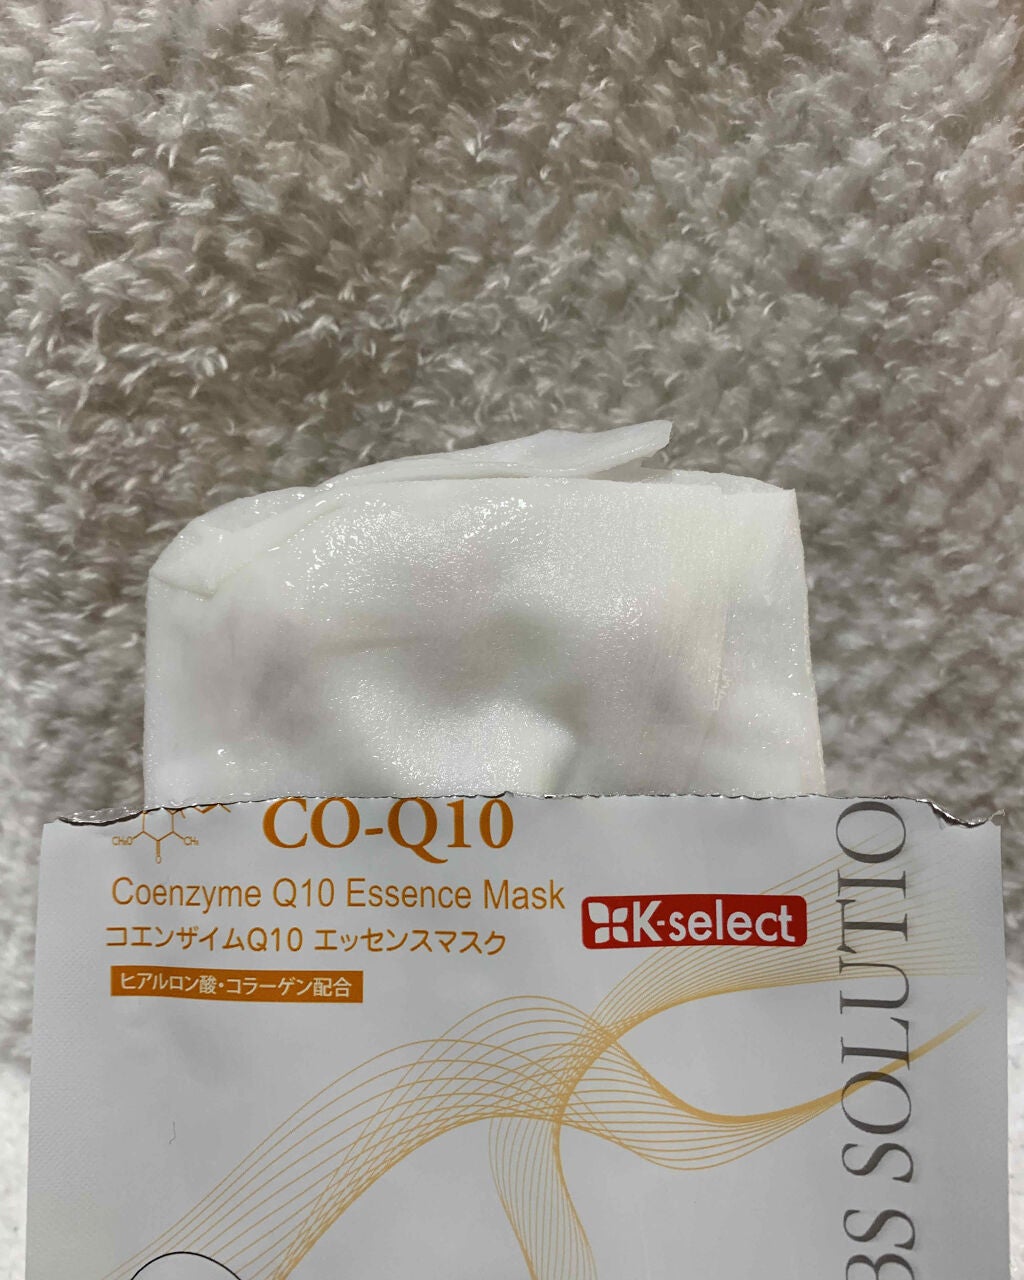 CO-Q10
CH₃O
CH₃
O
Coenzyme Q10 Essence Mask
コエンザイムQ10 エッセンスマスク
ヒアルロン酸・コラーゲン配合
K-select
BS SOLUTIO